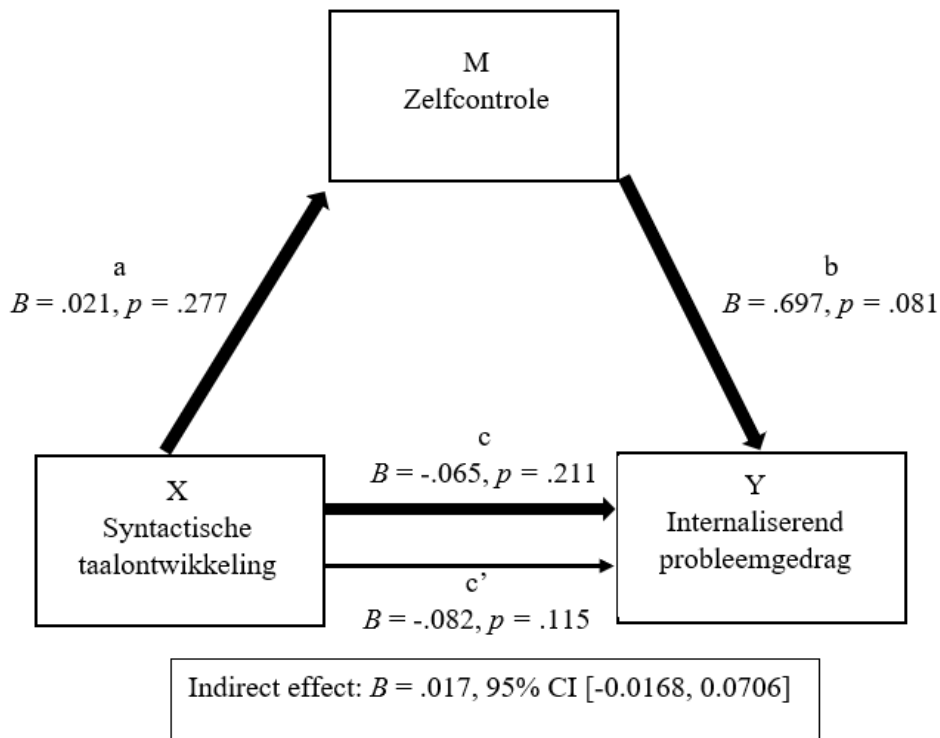 M
Zelfcontrole
a
B = .021, p = .277
b
B = .697, p = .081
c
B = -.065, p = .211
X
Syntactische
taalontwikkeling
Y
Internaliserend
probleemgedrag
c’
B = -.082, p = .115
Indirect effect: B = .017, 95% CI [-0.0168, 0.0706]